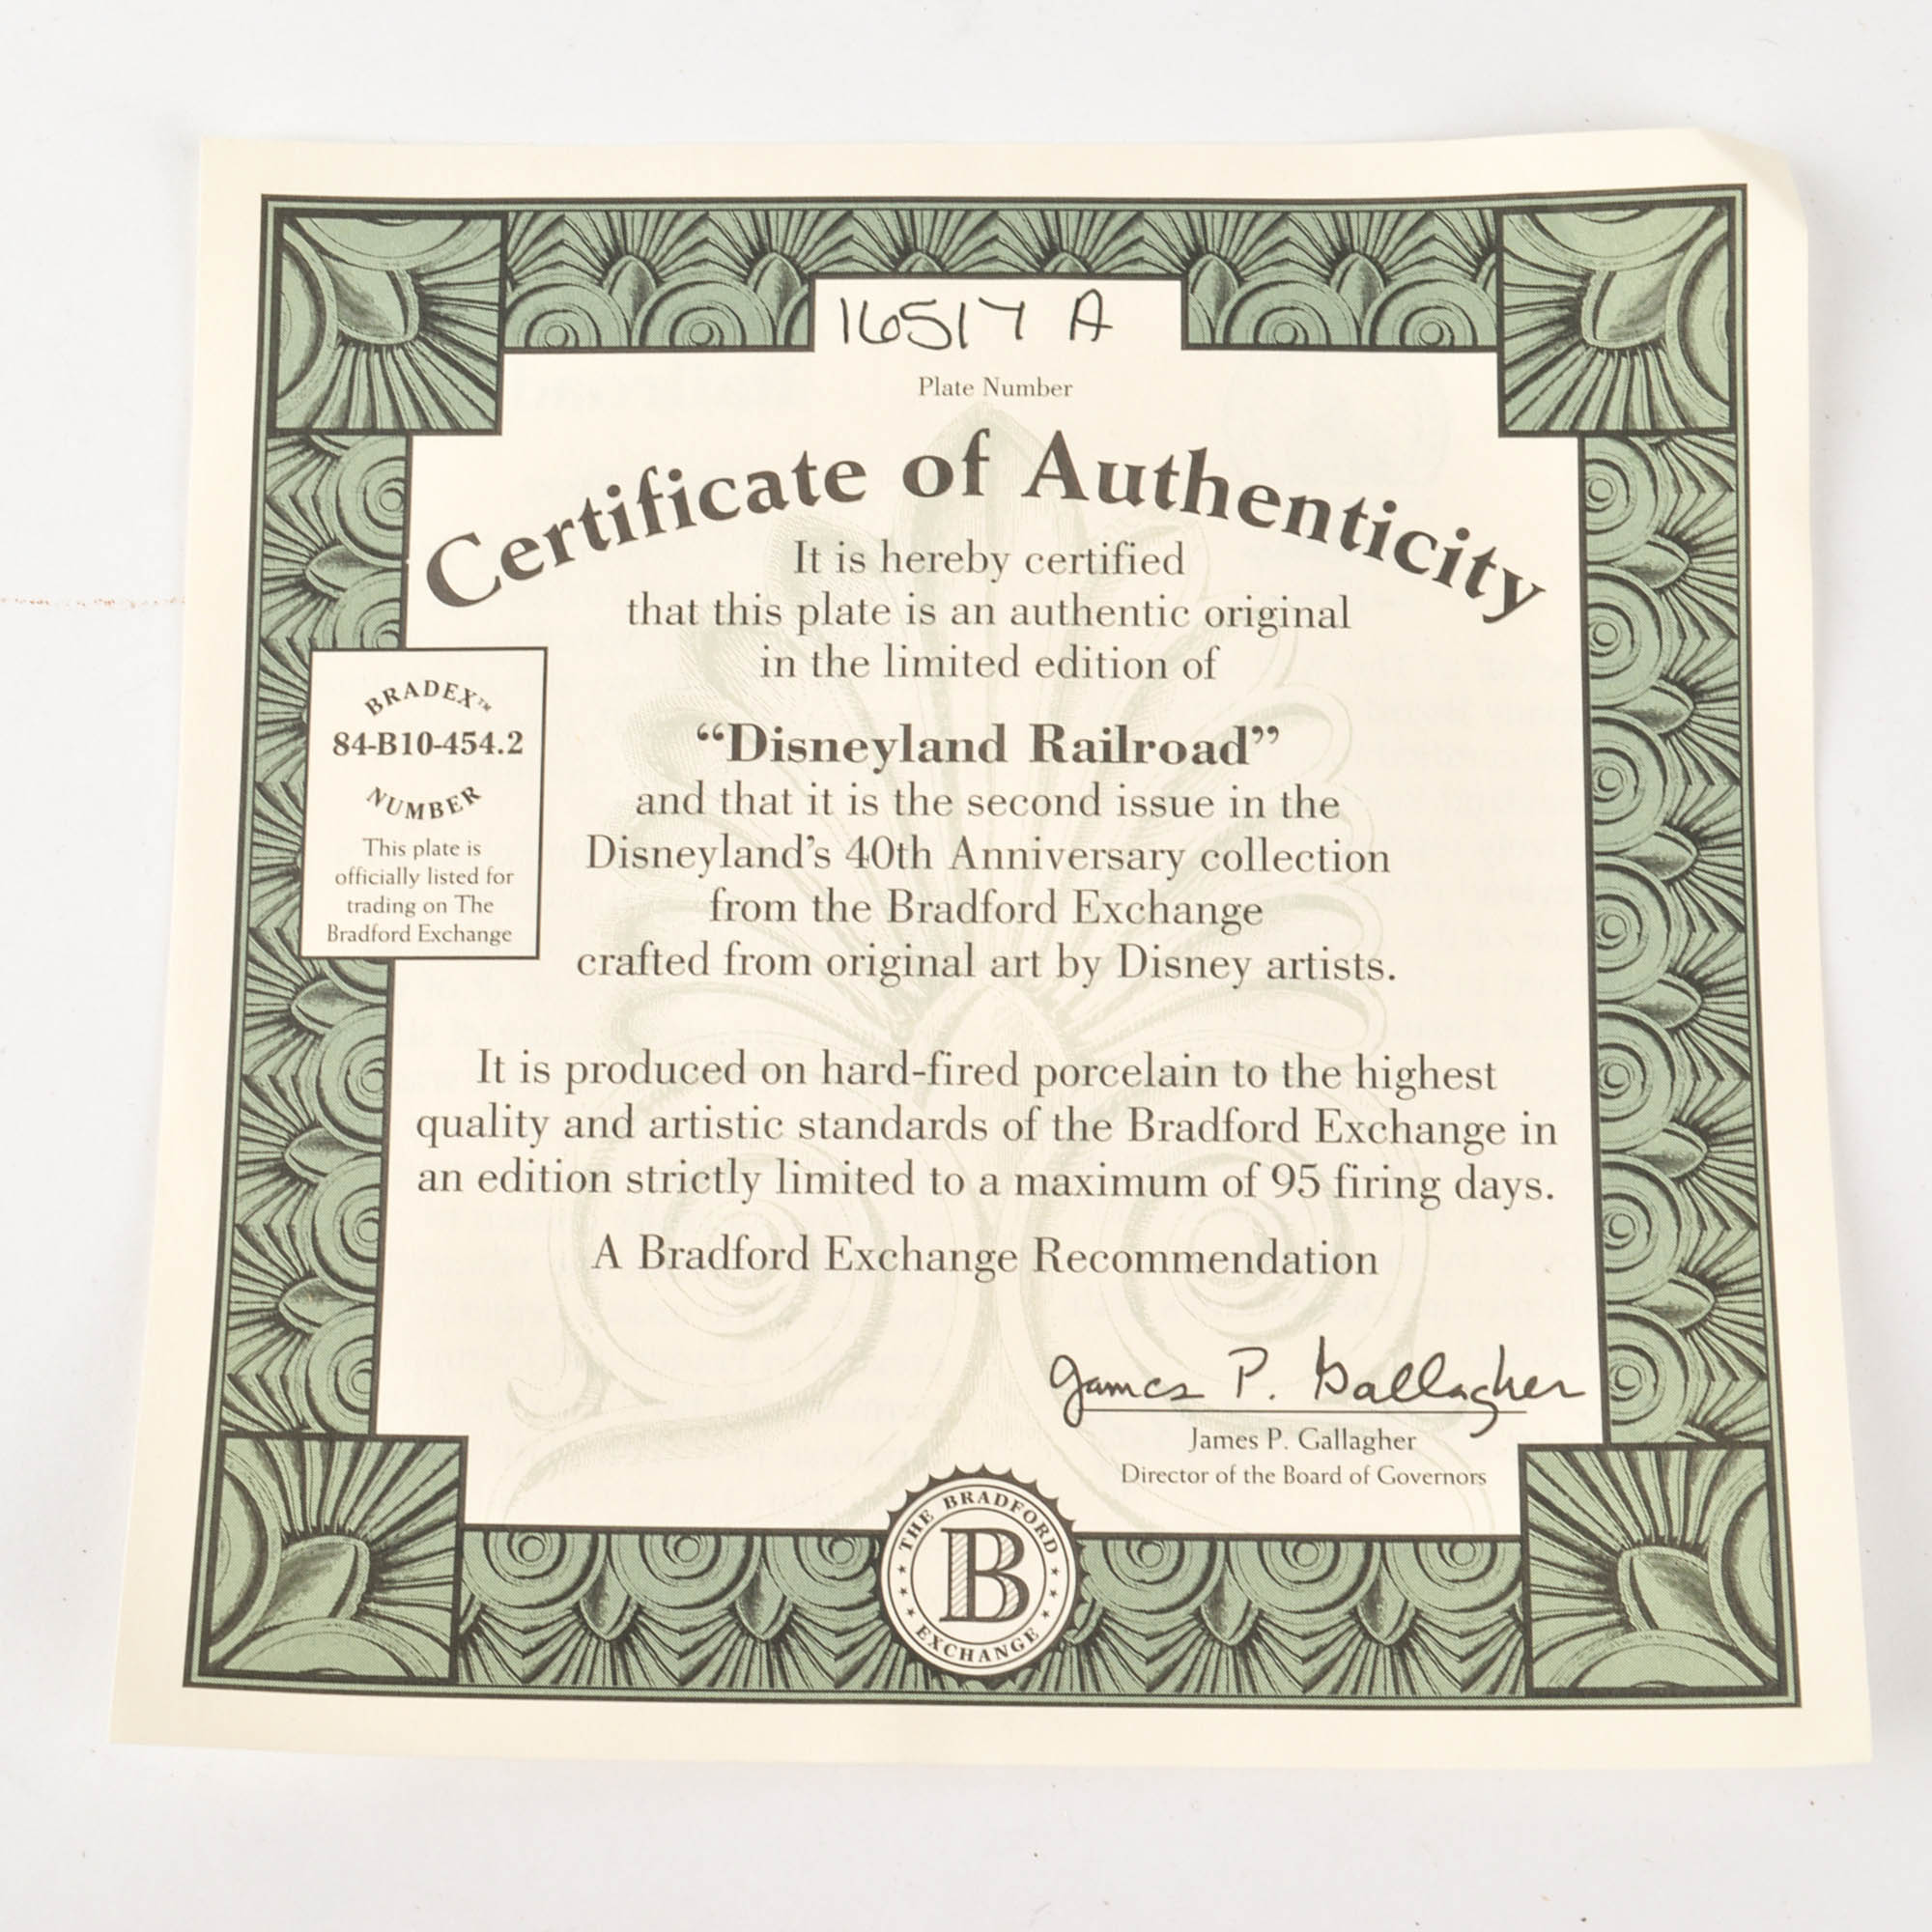 16517 A
Plate Number
Certificate of Authenticity
It is hereby certified
that this plate is an authentic original
in the limited edition of
“Disneyland Railroad”
and that it is the second issue in the
Disneyland’s 40th Anniversary collection
from the Bradford Exchange
crafted from original art by Disney artists.
BRADEX™
84-B10-454.2
NUMBER
This plate is
officially listed for
trading on The
Bradford Exchange
It is produced on hard-fired porcelain to the highest
quality and artistic standards of the Bradford Exchange in
an edition strictly limited to a maximum of 95 firing days.
A Bradford Exchange Recommendation
James P. Gallagher
James P. Gallagher
Director of the Board of Governors
THE BRADFORD
B
EXCHANGE